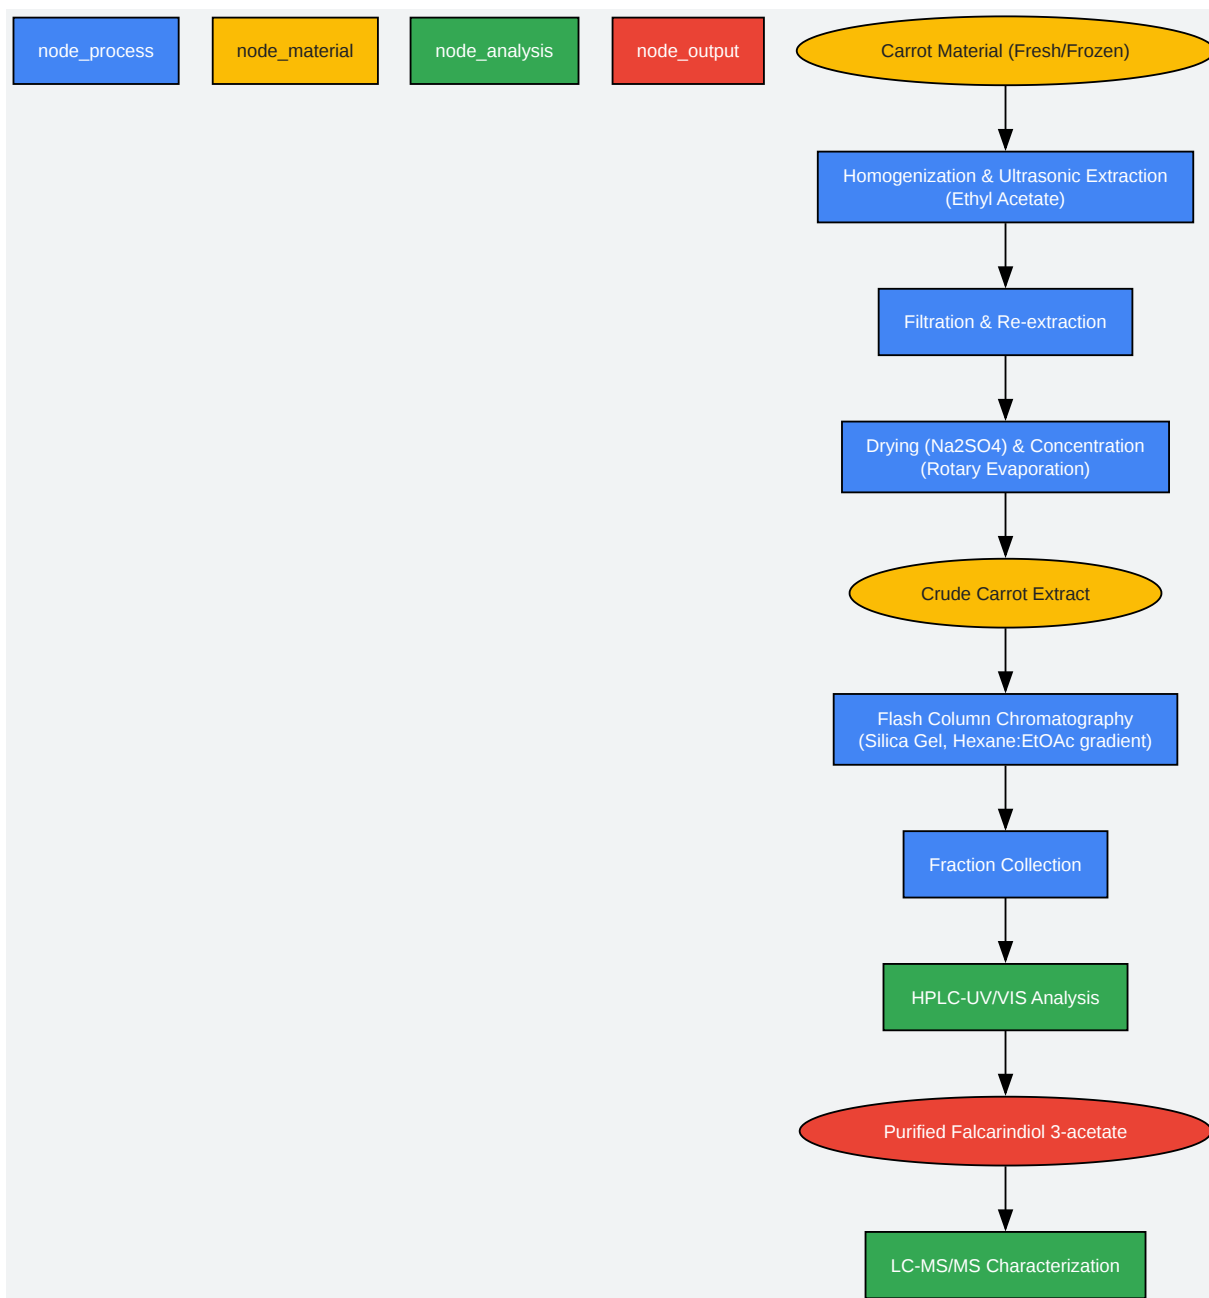 node_process
node_material
node_analysis
node_output
Carrot Material (Fresh/Frozen)
Homogenization & Ultrasonic Extraction
(Ethyl Acetate)
Filtration & Re-extraction
Drying (Na2SO4) & Concentration
(Rotary Evaporation)
Crude Carrot Extract
Flash Column Chromatography
(Silica Gel, Hexane:EtOAc gradient)
Fraction Collection
HPLC-UV/VIS Analysis
Purified Falcarindiol 3-acetate
LC-MS/MS Characterization